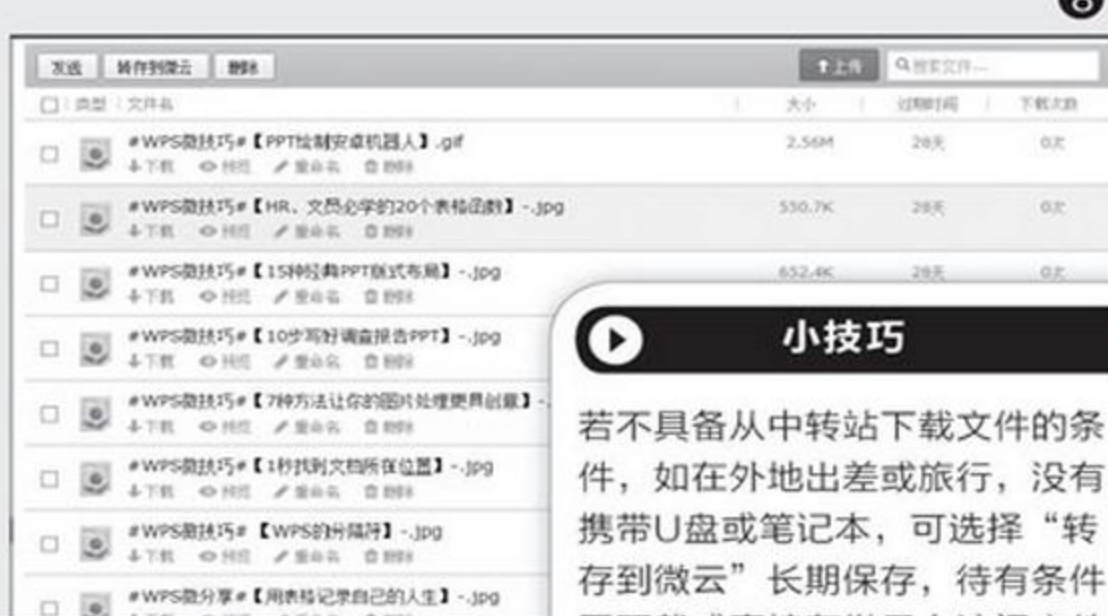 8
发送 转存到微云 删除 上传 搜索文件...
类型 文件名 大小 过期时间 下载次数
#WPS微技巧#【PPT绘制安卓机器人】.gif 2.56M 28天 0次
下载 预览 重命名 删除
#WPS微技巧#【HR、文员必学的20个表格函数】-.jpg 550.7K 28天 0次
下载 预览 重命名 删除
#WPS微技巧#【15种经典PPT版式布局】-.jpg 652.4K 28天 0次
下载 预览 重命名 删除
#WPS微技巧#【10步写好调查报告PPT】-.jpg
下载 预览 重命名 删除
#WPS微技巧#【7种方法让你的图片处理更具创意】-.
下载 预览 重命名 删除
#WPS微技巧#【1秒找到文档所在位置】-.jpg
下载 预览 重命名 删除
#WPS微技巧# 【WPS的分隔符】-.jpg
下载 预览 重命名 删除
#WPS微分享#【用表格记录自己的人生】-.jpg
小技巧
若不具备从中转站下载文件的条
件，如在外地出差或旅行，没有
携带U盘或笔记本，可选择“转
存到微云”长期保存，待有条件